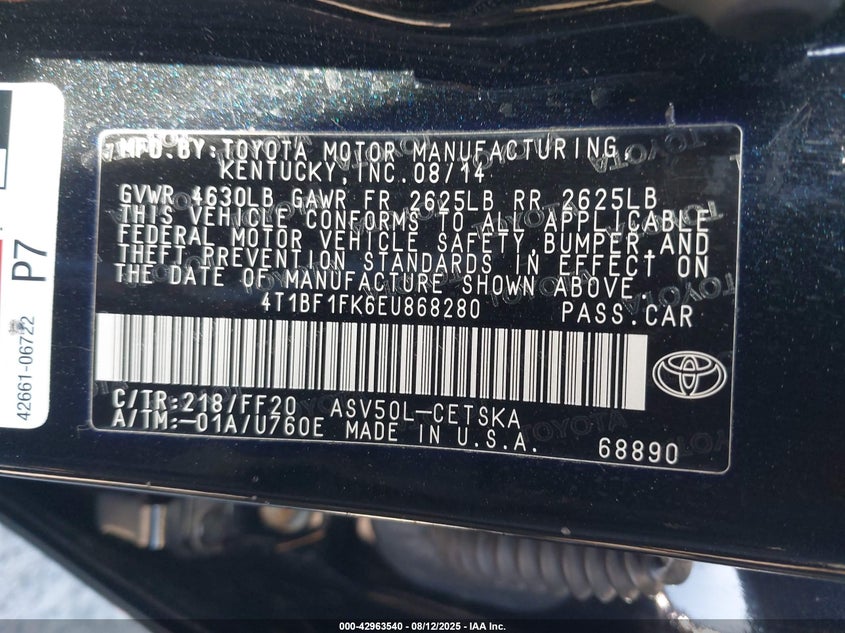 MFD.BY:TOYOTA MOTOR MANUFACTURING,
KENTUCKY, INC. 08/14
GVWR 4630LB GAWR FR 2625LB RR 2625LB
THIS VEHICLE CONFORMS TO ALL APPLICABLE
FEDERAL MOTOR VEHICLE SAFETY, BUMPER, AND
THEFT PREVENTION STANDARDS IN EFFECT ON
THE DATE OF MANUFACTURE SHOWN ABOVE
4T1BF1FK6EU868280 PASS.CAR
C/TR:218/FF20 ASV50L-CETSKA
A/TM:-01A/U760E MADE IN U.S.A.
68890
P7
42661-06722
000-42963540 - 08/12/2025 - IAA Inc.